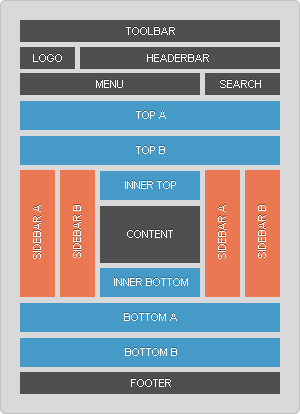 TOOLBAR
LOGO
HEADERBAR
MENU
SEARCH
TOP A
TOP B
SIDEBAR A
SIDEBAR B
INNER TOP
CONTENT
INNER BOTTOM
SIDEBAR A
SIDEBAR B
BOTTOM A
BOTTOM B
FOOTER